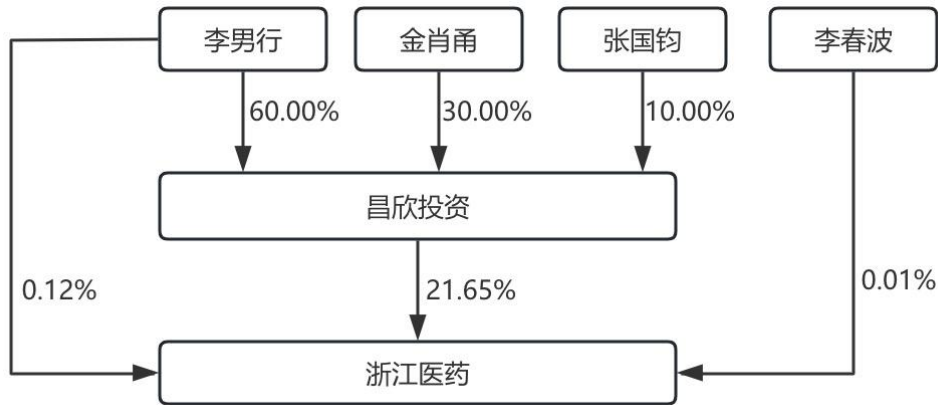 李男行
金肖甬
张国钧
李春波
60.00%
30.00%
10.00%
昌欣投资
0.12%
21.65%
0.01%
浙江医药